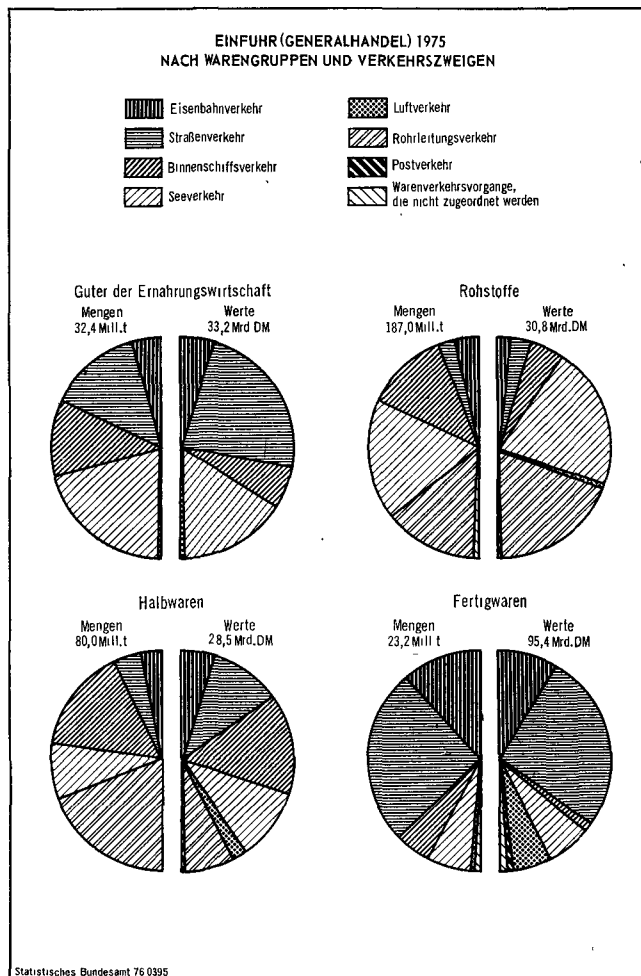 EINFUHR (GENERALHANDEL) 1975
NACH WARENGRUPPEN UND VERKEHRSZWEIGEN
Eisenbahnverkehr
Straßenverkehr
Binnenschiffsverkehr
Seeverkehr
Luftverkehr
Rohrleitungsverkehr
Postverkehr
Warenverkehrsvorgange,
die nicht zugeordnet werden
Guter der Ernahrungswirtschaft
Mengen
32,4 Mill.t
Werte
33,2 Mrd DM
Rohstoffe
Mengen
187,0 Mill.t
Werte
30,8 Mrd.DM
Halbwaren
Mengen
80,0 Mill.t
Werte
28,5 Mrd.DM
Fertigwaren
Mengen
23,2 Mill t
Werte
95,4 Mrd.DM
Statistisches Bundesamt 76 0395